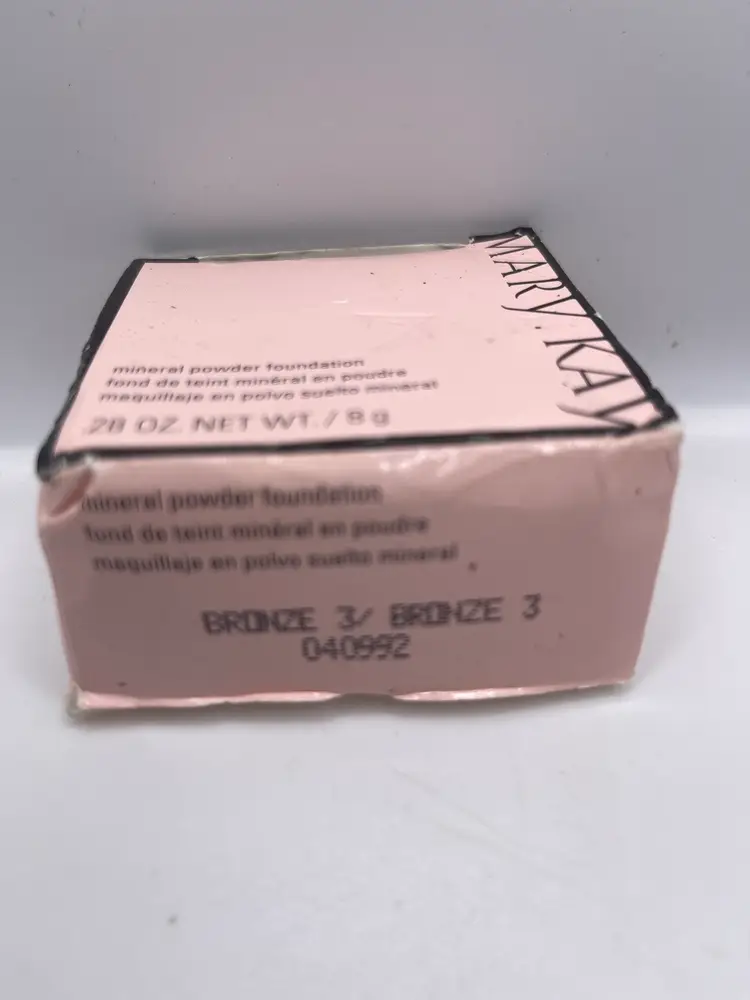 MARY KAY
mineral powder foundation
fond de teint minéral en poudre
maquillaje en polvo suelto mineral
.28 OZ. NET WT. / 8 g
mineral powder foundation
fond de teint minéral en poudre
maquillaje en polvo suelto mineral
BRONZE 3/ BRONZE 3
040992